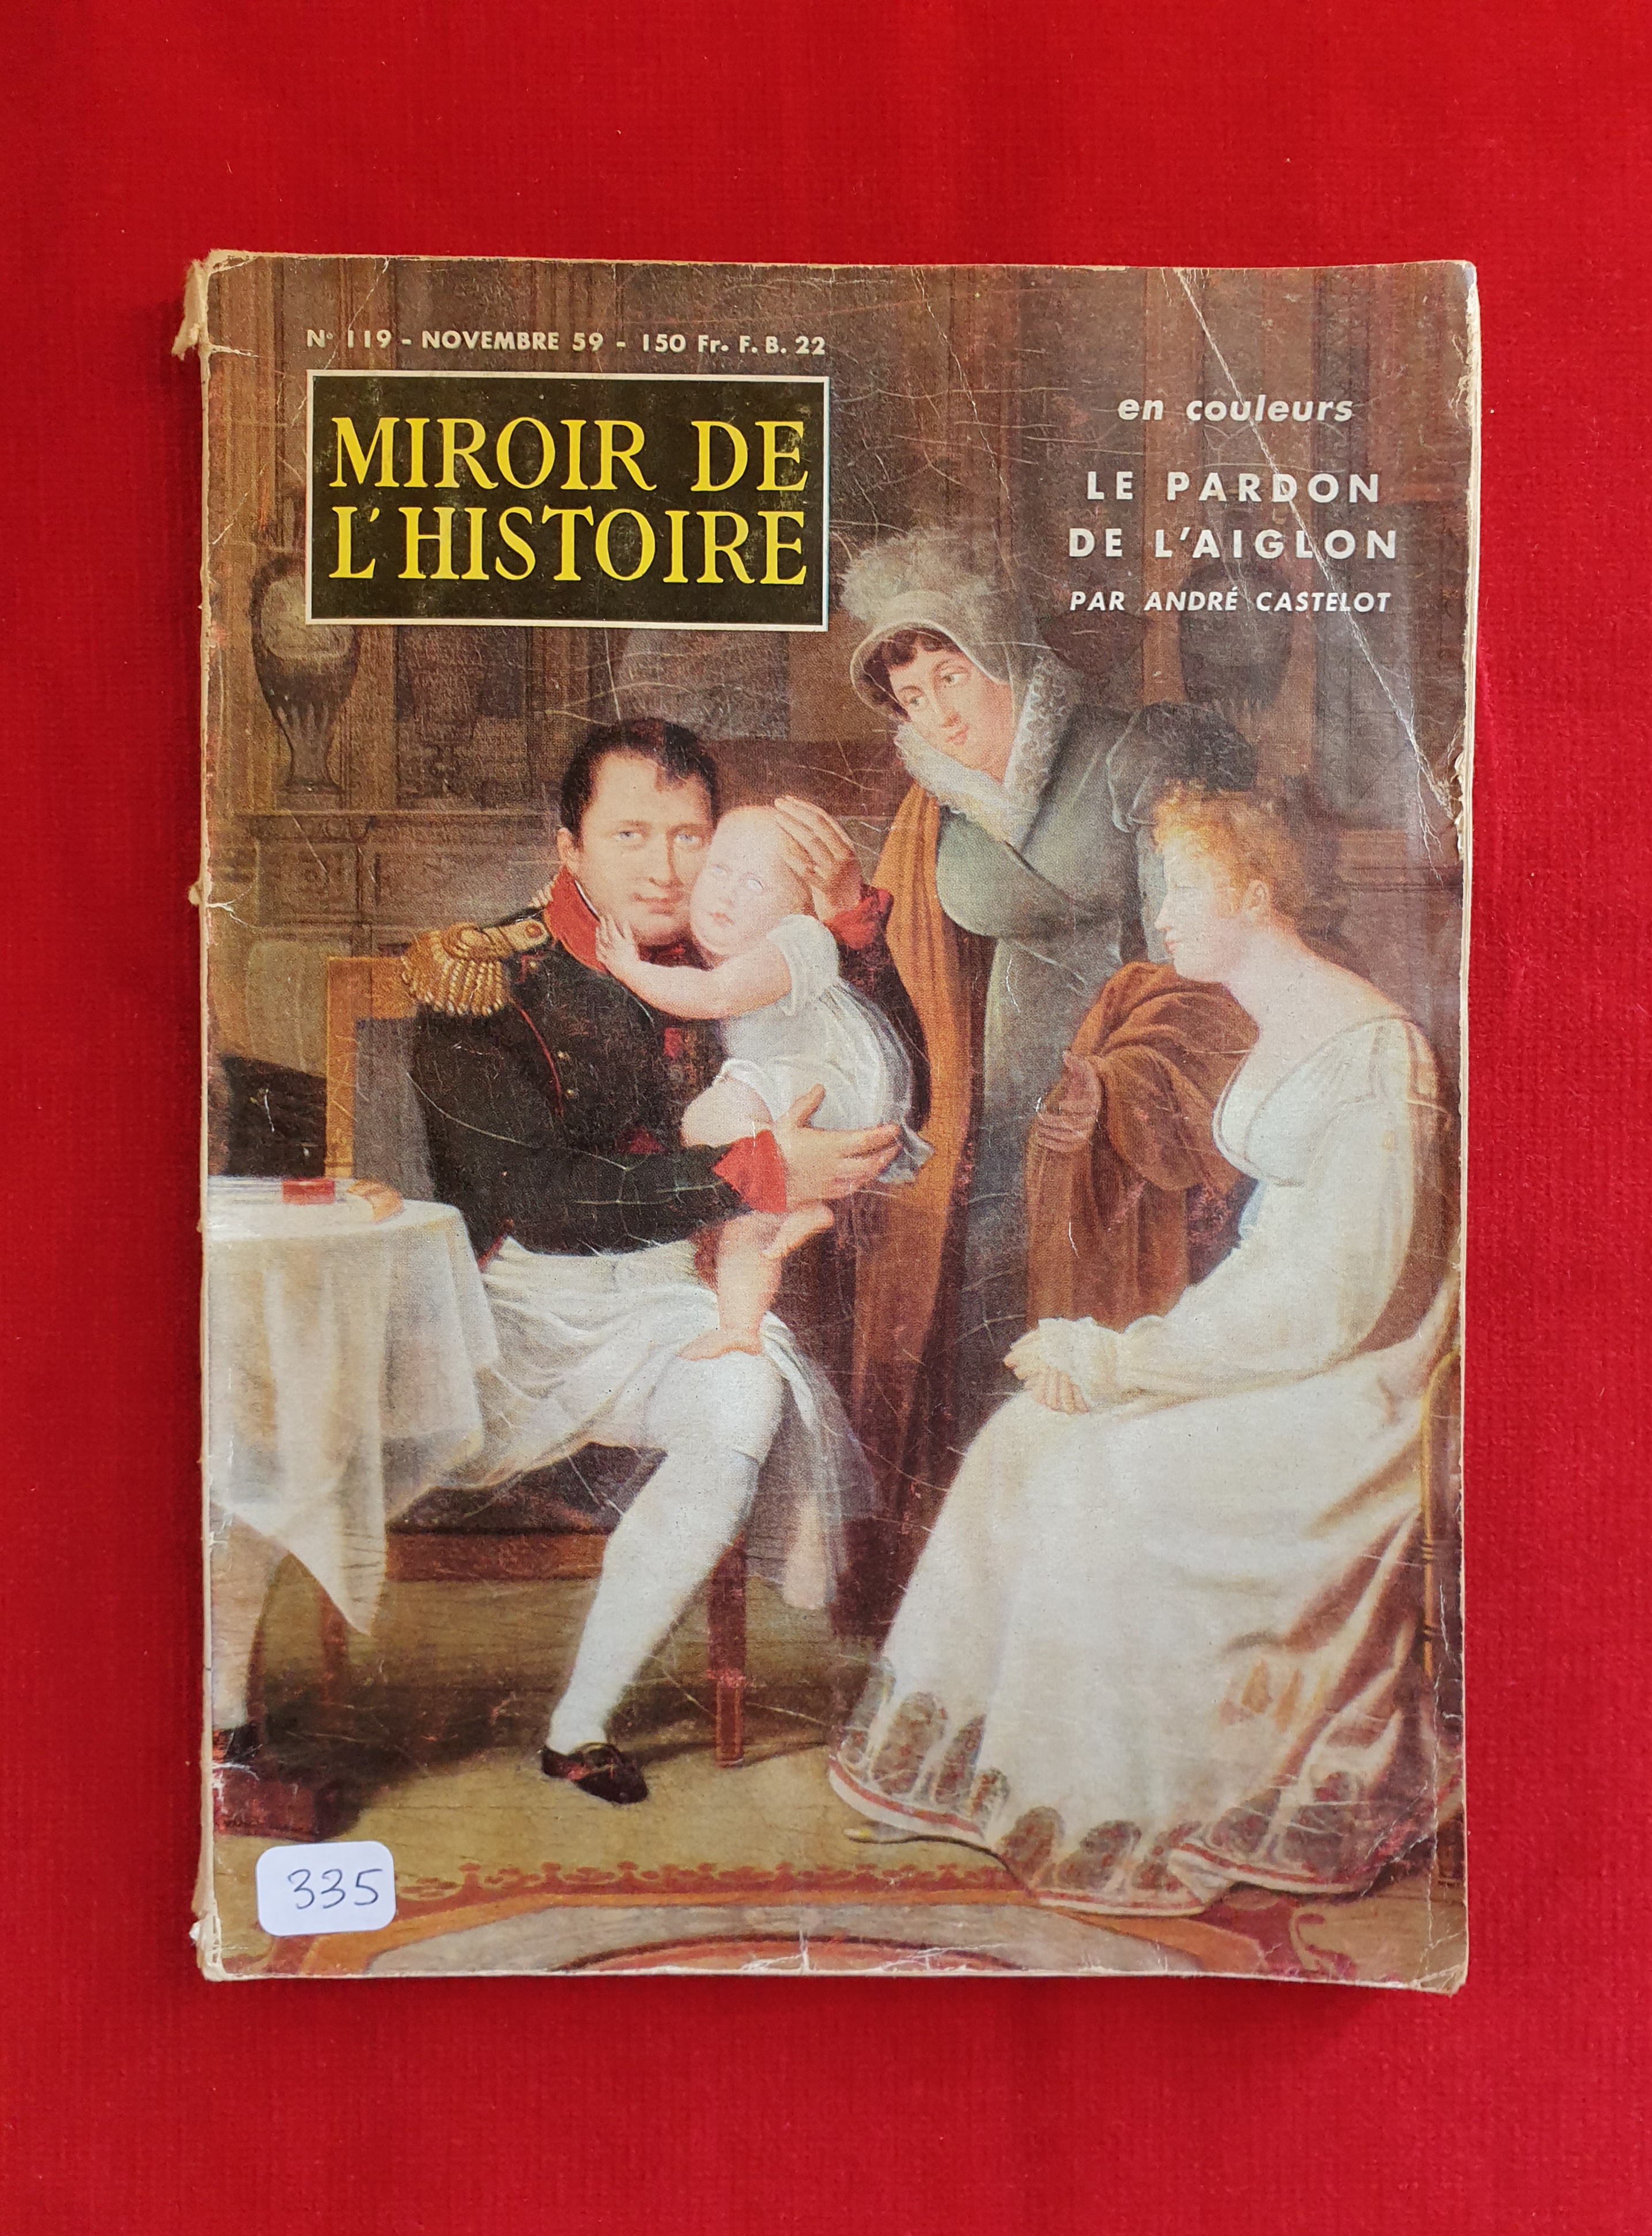 N° 119 - NOVEMBRE 59 - 150 Fr. F. B. 22
MIROIR DE
L'HISTOIRE
en couleurs
LE PARDON
DE L'AIGLON
PAR ANDRÉ CASTELOT
335